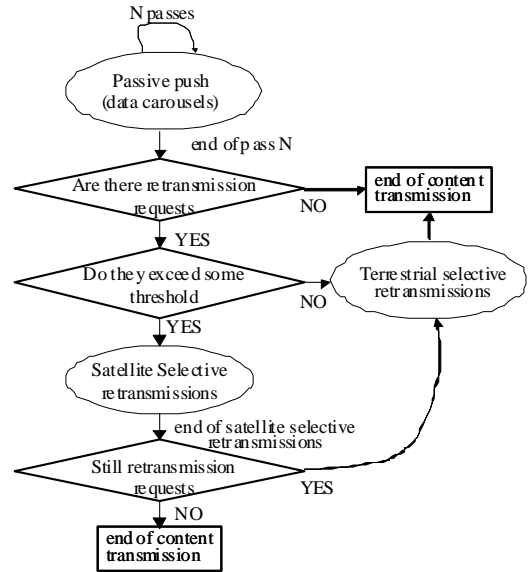 N passes
Passive push
(data carousels)
end of pass N
Are there retransmission
requests
NO
end of content
transmission
YES
Do they exceed some
threshold
NO
Terrestrial selective
retransmissions
YES
Satellite Selective
retransmissions
end of satellite selective
retransmissions
Still retransmission
requests
YES
NO
end of content
transmission